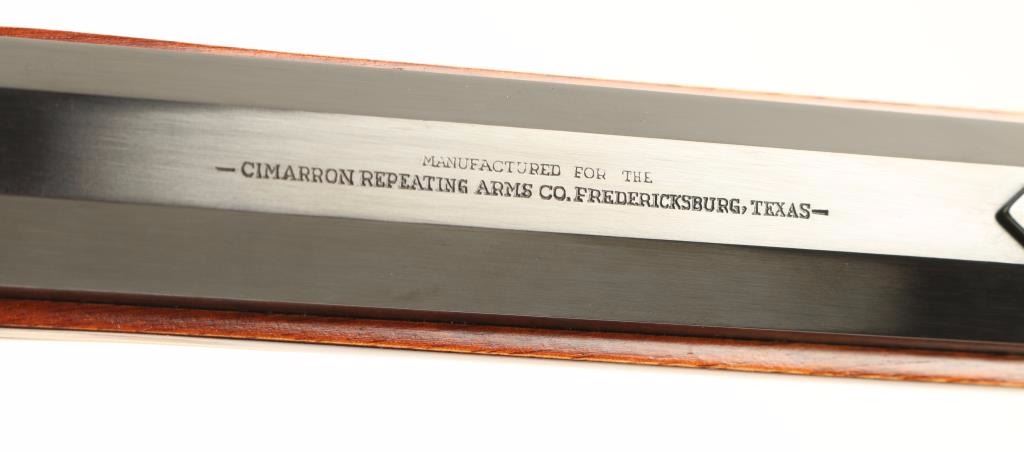 MANUFACTURED FOR THE
—CIMARRON REPEATING ARMS CO. FREDERICKSBURG, TEXAS—